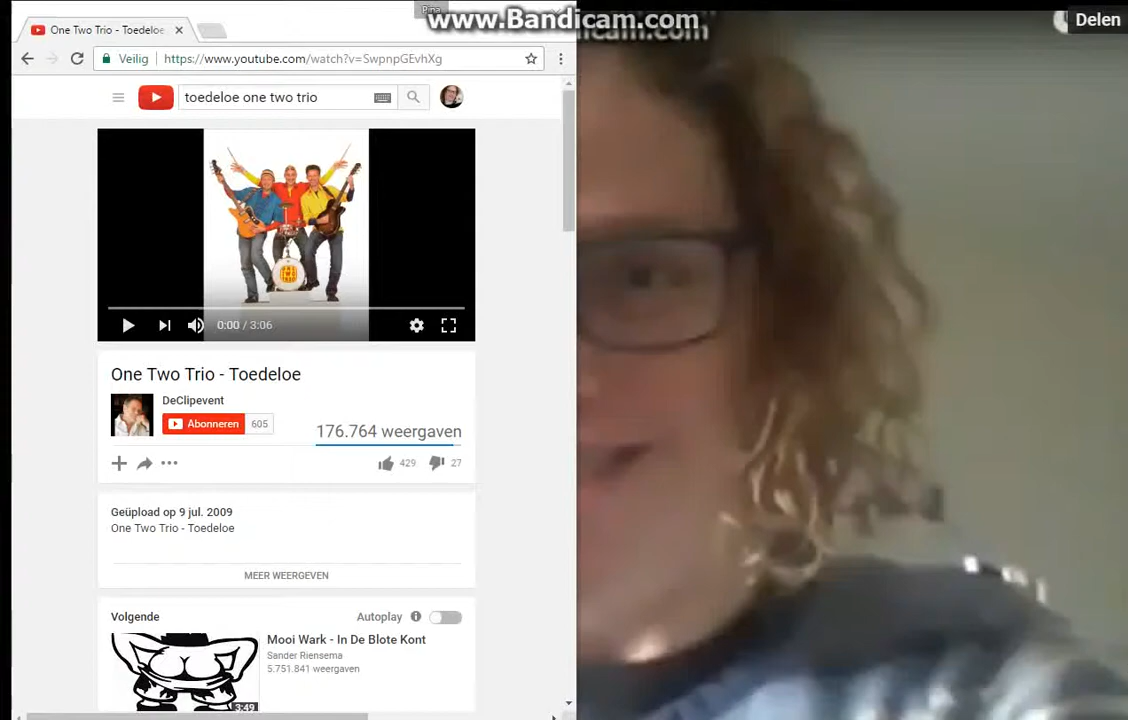 www.Bandicam.com
dicam.com
Delen
One Two Trio - Toedeloe
Veilig
https://www.youtube.com/watch?v=SwpnpGEvhXg
toedeloe one two trio
0:00 / 3:06
One Two Trio - Toedeloe
DeClipevent
Abonneren 605
176.764 weergaven
429 27
Geüpload op 9 jul. 2009
One Two Trio - Toedeloe
MEER WEERGEVEN
Volgende
Autoplay
Mooi Wark - In De Blote Kont
Sander Riensema
5.751.841 weergaven
3:49